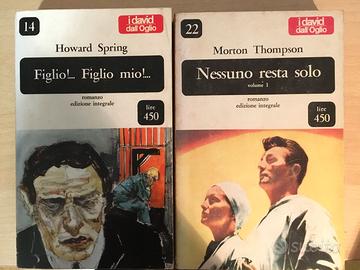 14
i david
dall'Oglio
Howard Spring
Figlio!.. Figlio mio!...
romanzo
edizione integrale
lire
450
22
i david
dall'Oglio
Morton Thompson
Nessuno resta solo
volume 1
romanzo
edizione integrale
lire
450
subito